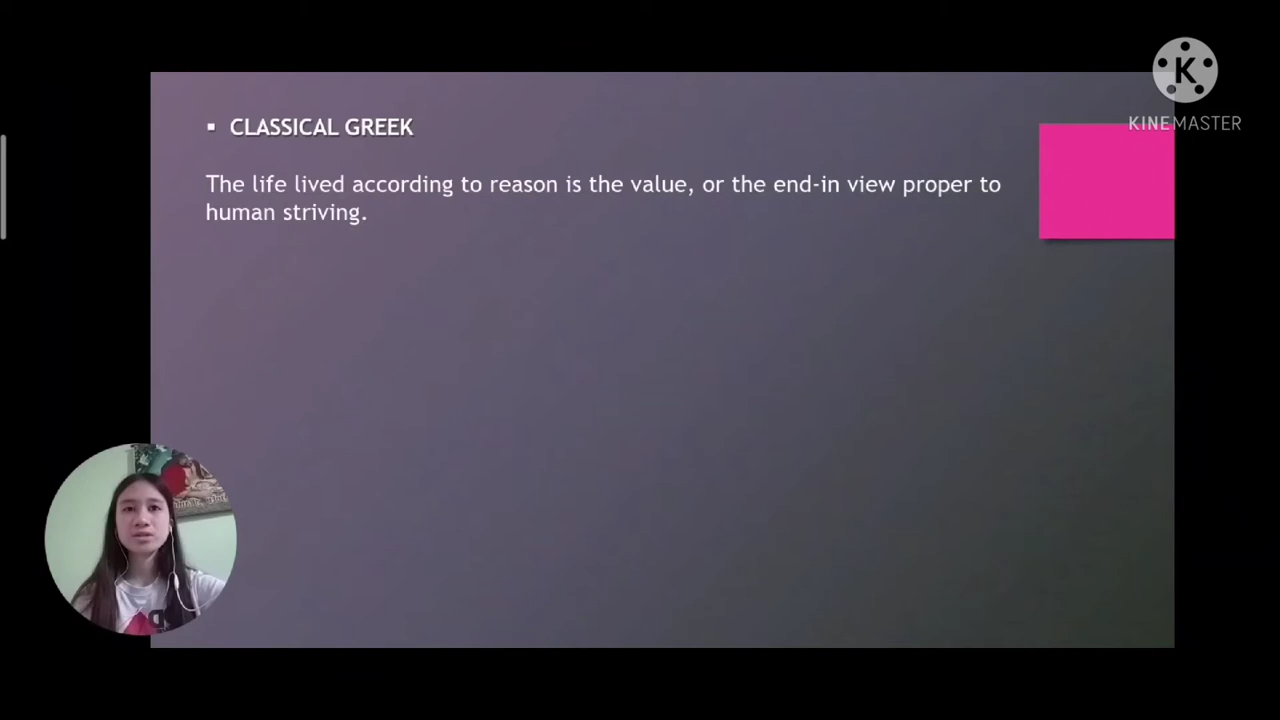 K
KINEMASTER
▪ CLASSICAL GREEK
The life lived according to reason is the value, or the end-in view proper to
human striving.